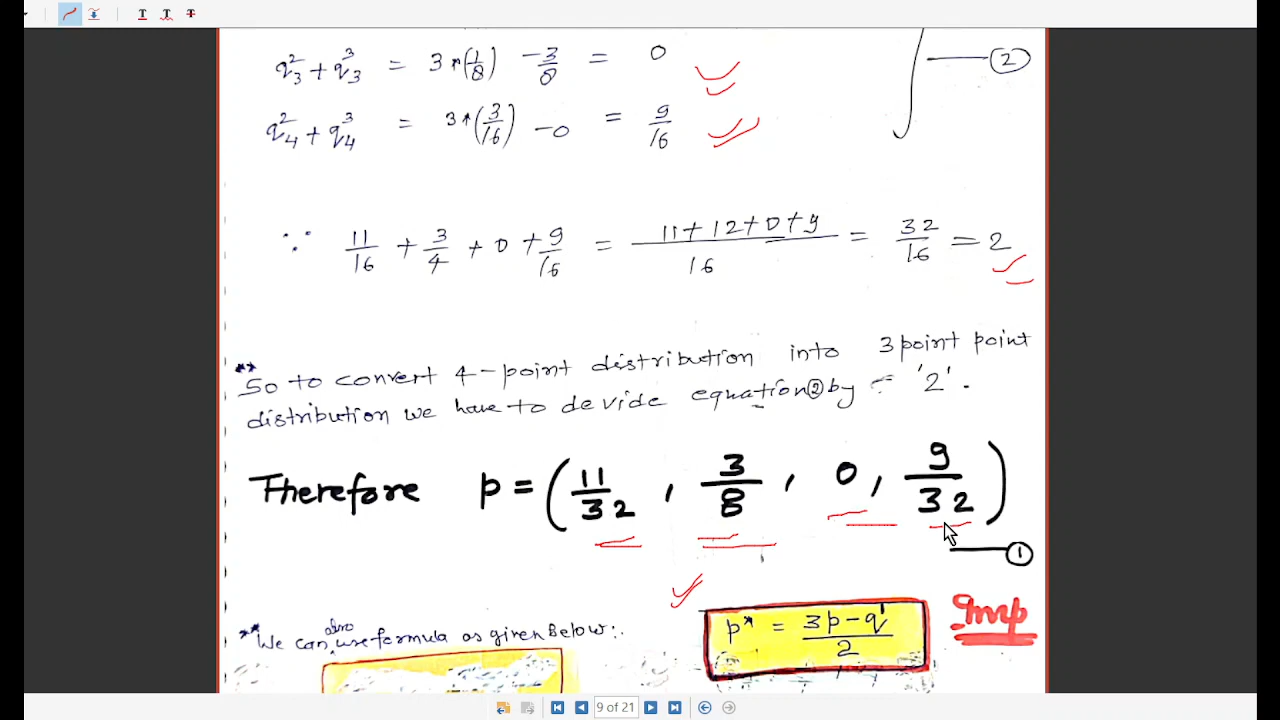 q₃² + q₃³ = 3*(1/8) - 3/8 = 0
②
q₄² + q₄³ = 3*(3/16) - 0 = 9/16
∵ 11/16 + 3/4 + 0 + 9/16 = (11+12+0+9)/16 = 32/16 = 2
** So to convert 4-point distribution into 3point point
distribution we have to devide equation② by = '2'.
Therefore p = (11/32, 3/8, 0, 9/32)
①
** We can also use formula as given Below:.
p* = (3p-q¹)/2
Imp
9 of 21